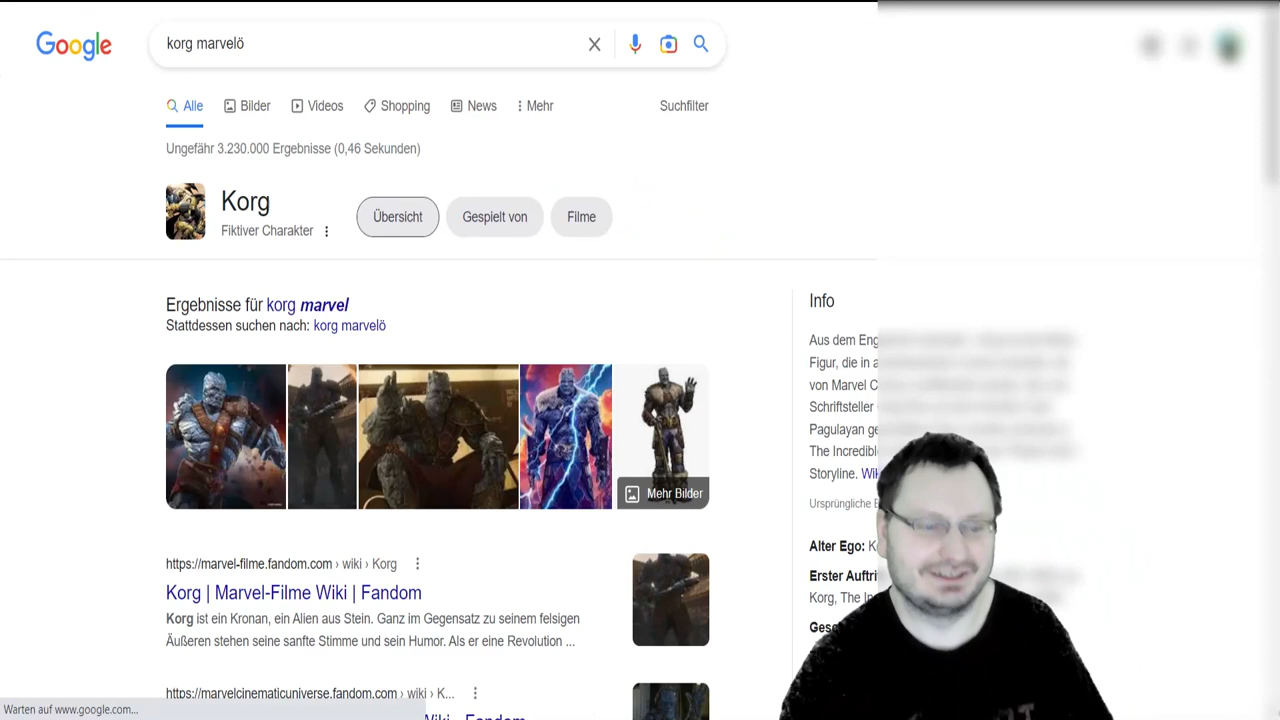 Google
korg marvelö
Alle Bilder Videos Shopping News Mehr Suchfilter
Ungefähr 3.230.000 Ergebnisse (0,46 Sekunden)
Korg
Fiktiver Charakter
Übersicht Gespielt von Filme
Ergebnisse für korg marvel
Stattdessen suchen nach: korg marvelö
Mehr Bilder
https://marvel-filme.fandom.com › wiki › Korg
Korg | Marvel-Filme Wiki | Fandom
Korg ist ein Kronan, ein Alien aus Stein. Ganz im Gegensatz zu seinem felsigen
Äußeren stehen seine sanfte Stimme und sein Humor. Als er eine Revolution ...
https://marvelcinematicuniverse.fandom.com › wiki › K...
Wiki - Fandom
Warten auf www.google.com...
Info
Aus dem Eng
Figur, die in a
von Marvel C
Schriftsteller
Pagulayan ge
The Incredibl
Storyline. Wik
Ursprüngliche E
Alter Ego: K
Erster Auftri
Korg, The In
Gesc